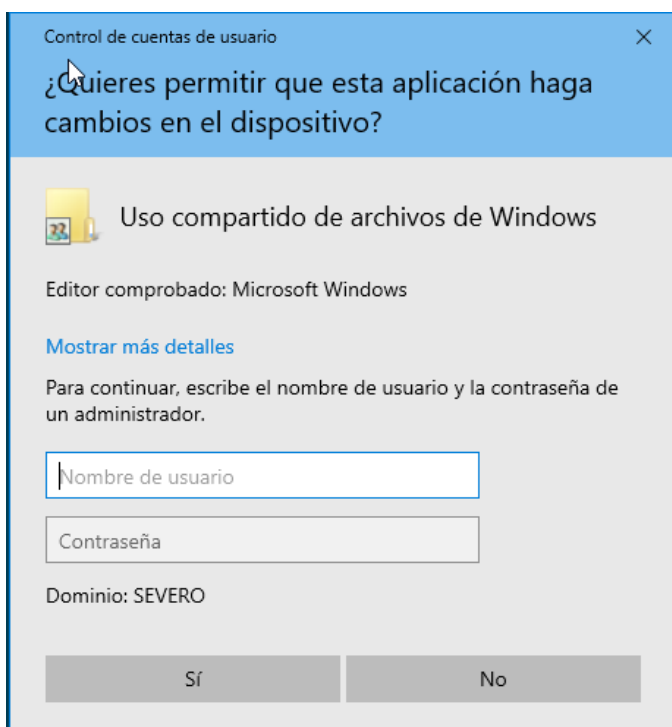 Control de cuentas de usuario
¿Quieres permitir que esta aplicación haga
cambios en el dispositivo?
Uso compartido de archivos de Windows
Editor comprobado: Microsoft Windows
Mostrar más detalles
Para continuar, escribe el nombre de usuario y la contraseña de
un administrador.
Nombre de usuario
Contraseña
Dominio: SEVERO
Sí
No